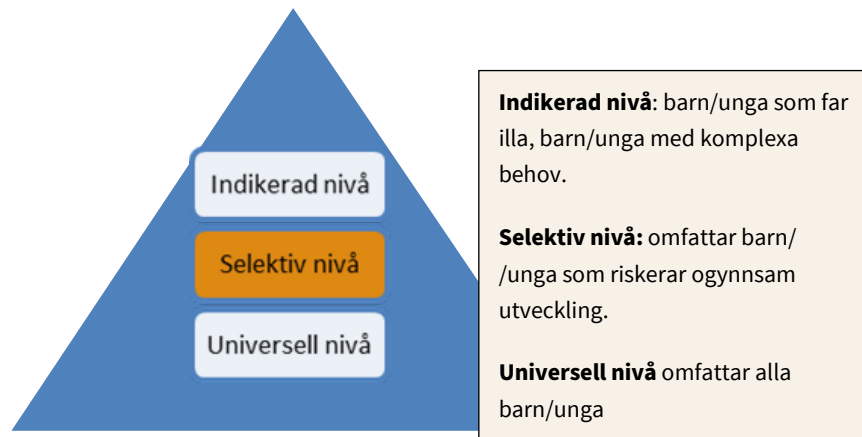 Indikerad nivå
Selektiv nivå
Universell nivå
Indikerad nivå: barn/unga som far
illa, barn/unga med komplexa
behov.
Selektiv nivå: omfattar barn/
/unga som riskerar ogynnsam
utveckling.
Universell nivå omfattar alla
barn/unga